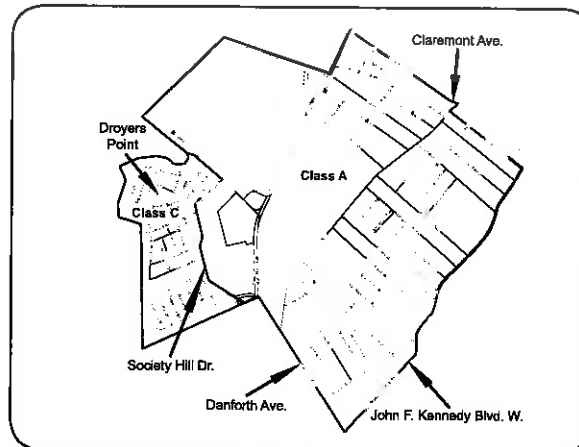 Claremont Ave.
Droyers
Point
Class A
Class C
Society Hill Dr.
Danforth Ave.
John F. Kennedy Blvd. W.